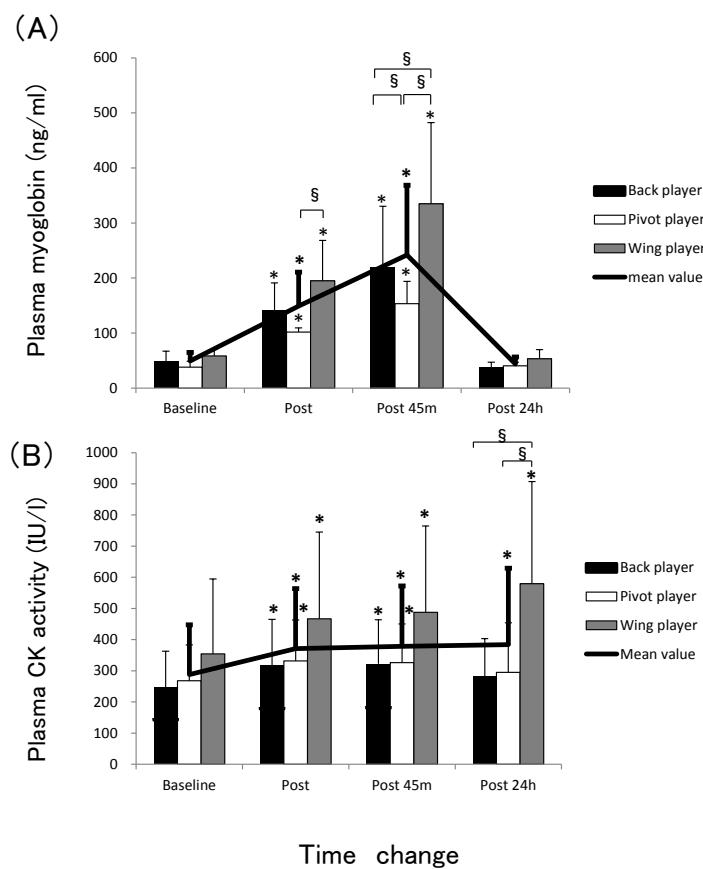 (A)
Plasma myoglobin (ng/ml)
600
500
400
300
200
100
0
§
§ §
§
* * * *
* * * *
Baseline Post Post 45m Post 24h
Back player
Pivot player
Wing player
mean value
(B)
Plasma CK activity (IU/l)
1000
900
800
700
600
500
400
300
200
100
0
§
§
* * * *
* * * *
*
*
Baseline Post Post 45m Post 24h
Back player
Pivot player
Wing player
Mean value
Time change